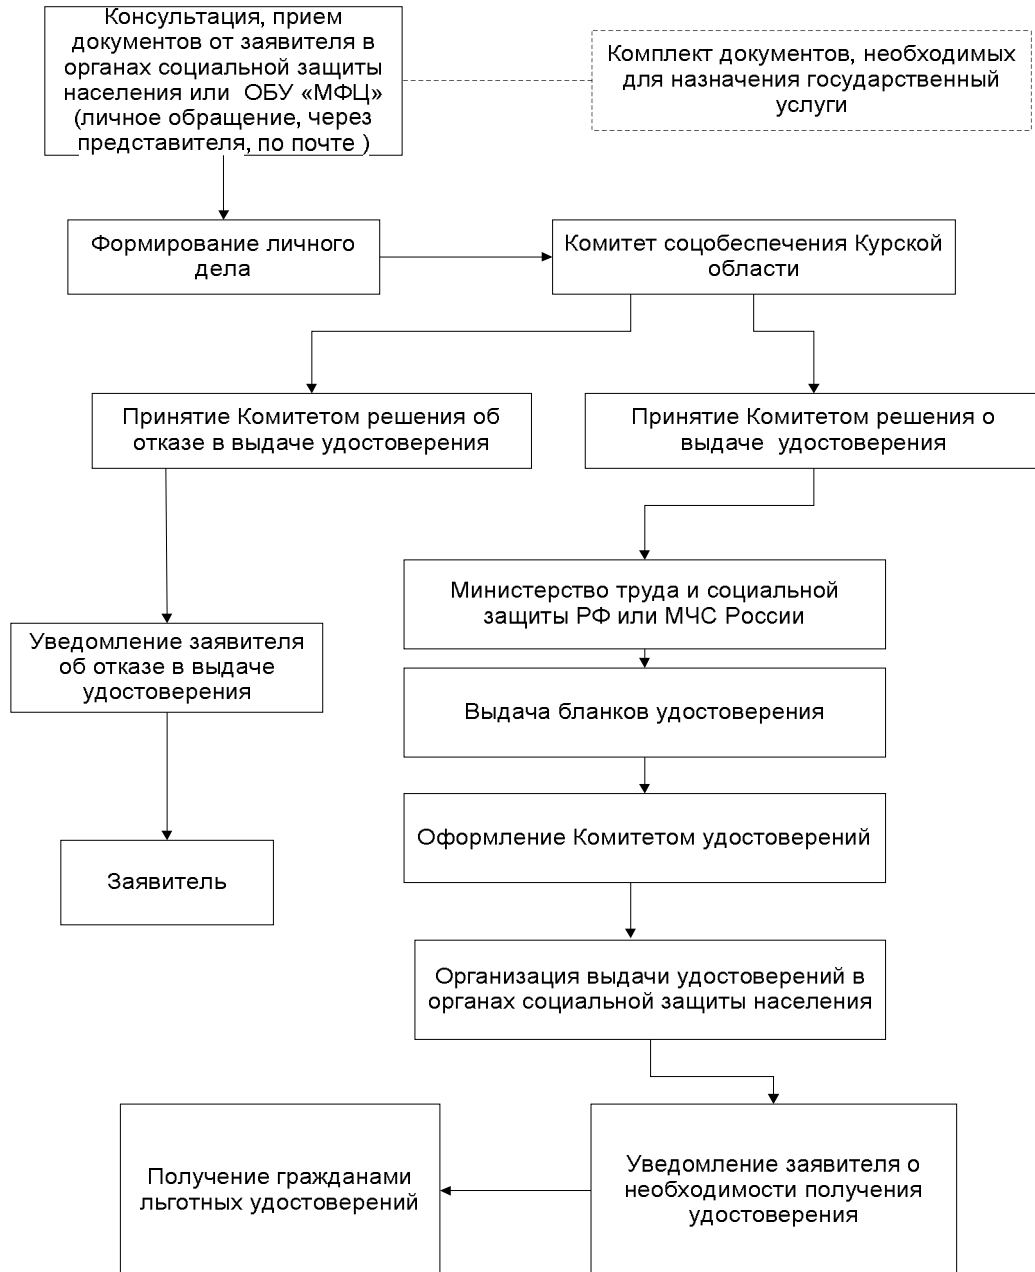 Консультация, прием
документов от заявителя в
органах социальной защиты
населения или ОБУ «МФЦ»
(личное обращение, через
представителя, по почте )
Комплект документов, необходимых
для назначения государственный
услуги
Формирование личного
дела
Комитет соцобеспечения Курской
области
Принятие Комитетом решения об
отказе в выдаче удостоверения
Принятие Комитетом решения о
выдаче удостоверения
Министерство труда и социальной
защиты РФ или МЧС России
Уведомление заявителя
об отказе в выдаче
удостоверения
Выдача бланков удостоверения
Оформление Комитетом удостоверений
Заявитель
Организация выдачи удостоверений в
органах социальной защиты населения
Получение гражданами
льготных удостоверений
Уведомление заявителя о
необходимости получения
удостоверения